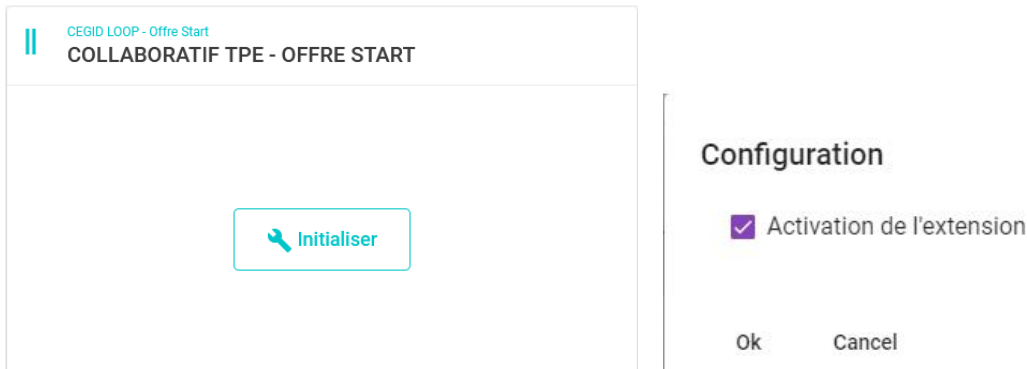 CEGID LOOP - Offre Start
COLLABORATIF TPE - OFFRE START
Initialiser
Configuration
Activation de l'extension
Ok
Cancel